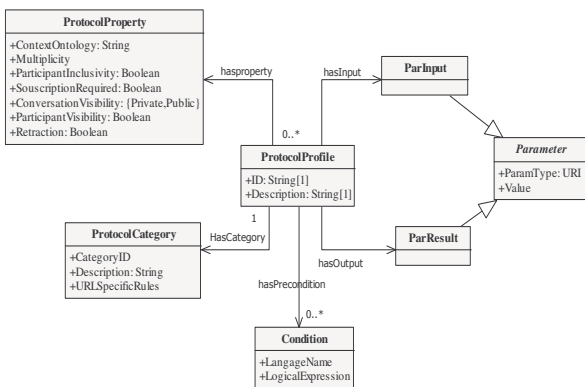 ProtocolProperty
+ContextOntology: String
+Multiplicity
+ParticipantInclusivity: Boolean
+SouscriptionRequired: Boolean
+ConversationVisibility: {Private,Public}
+ParticipantVisibility: Boolean
+Retraction: Boolean
hasproperty
0..*
hasInput
ParInput
Parameter
+ParamType: URI
+Value
ProtocolProfile
+ID: String[1]
+Description: String[1]
1
HasCategory
ProtocolCategory
+CategoryID
+Description: String
+URLSpecificRules
hasOutput
ParResult
hasPrecondition
0..*
Condition
+LangageName
+LogicalExpression